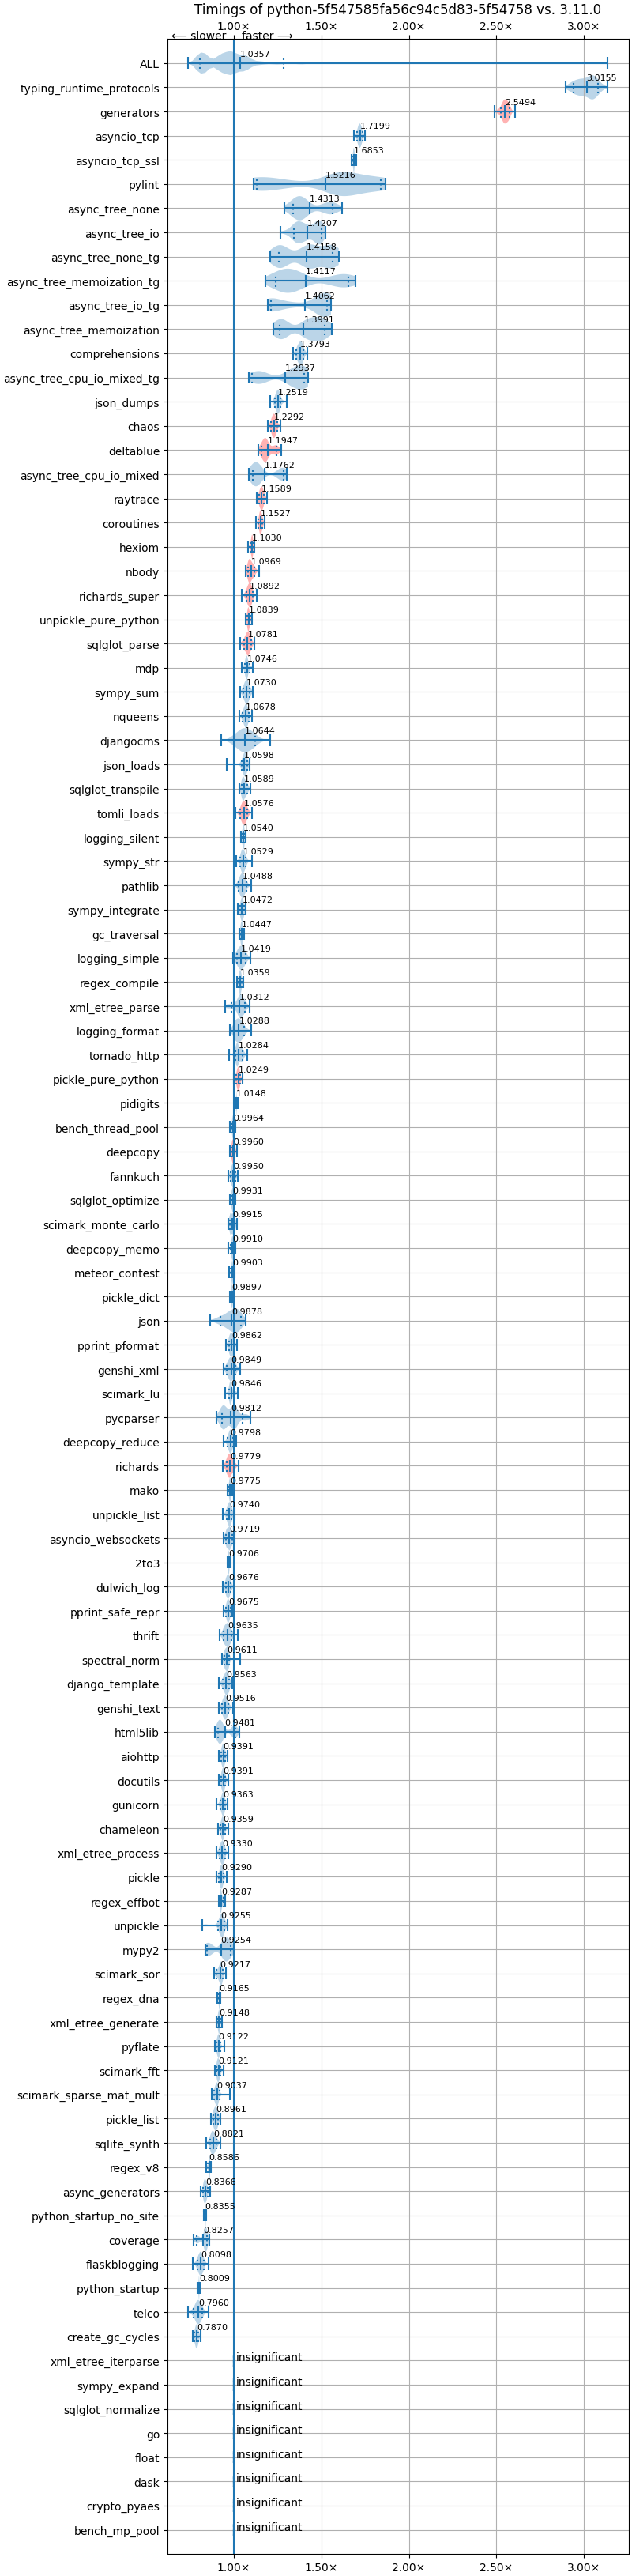 Timings of python-5f547585fa56c94c5d83-5f54758 vs. 3.11.0
1.00× 1.50× 2.00× 2.50× 3.00×
⟵ slower faster ⟶
ALL 1.0357
typing_runtime_protocols 3.0155
generators 2.5494
asyncio_tcp 1.7199
asyncio_tcp_ssl 1.6853
pylint 1.5216
async_tree_none 1.4313
async_tree_io 1.4207
async_tree_none_tg 1.4158
async_tree_memoization_tg 1.4117
async_tree_io_tg 1.4062
async_tree_memoization 1.3991
comprehensions 1.3793
async_tree_cpu_io_mixed_tg 1.2937
json_dumps 1.2519
chaos 1.2292
deltablue 1.1947
async_tree_cpu_io_mixed 1.1762
raytrace 1.1589
coroutines 1.1527
hexiom 1.1030
nbody 1.0969
richards_super 1.0892
unpickle_pure_python 1.0839
sqlglot_parse 1.0781
mdp 1.0746
sympy_sum 1.0730
nqueens 1.0678
djangocms 1.0644
json_loads 1.0598
sqlglot_transpile 1.0589
tomli_loads 1.0576
logging_silent 1.0540
sympy_str 1.0529
pathlib 1.0488
sympy_integrate 1.0472
gc_traversal 1.0447
logging_simple 1.0419
regex_compile 1.0359
xml_etree_parse 1.0312
logging_format 1.0288
tornado_http 1.0284
pickle_pure_python 1.0249
pidigits 1.0148
bench_thread_pool 0.9964
deepcopy 0.9960
fannkuch 0.9950
sqlglot_optimize 0.9931
scimark_monte_carlo 0.9915
deepcopy_memo 0.9910
meteor_contest 0.9903
pickle_dict 0.9897
json 0.9878
pprint_pformat 0.9862
genshi_xml 0.9849
scimark_lu 0.9846
pycparser 0.9812
deepcopy_reduce 0.9798
richards 0.9779
mako 0.9775
unpickle_list 0.9740
asyncio_websockets 0.9719
2to3 0.9706
dulwich_log 0.9676
pprint_safe_repr 0.9675
thrift 0.9635
spectral_norm 0.9611
django_template 0.9563
genshi_text 0.9516
html5lib 0.9481
aiohttp 0.9391
docutils 0.9391
gunicorn 0.9363
chameleon 0.9359
xml_etree_process 0.9330
pickle 0.9290
regex_effbot 0.9287
unpickle 0.9255
mypy2 0.9254
scimark_sor 0.9217
regex_dna 0.9165
xml_etree_generate 0.9148
pyflate 0.9122
scimark_fft 0.9121
scimark_sparse_mat_mult 0.9037
pickle_list 0.8961
sqlite_synth 0.8821
regex_v8 0.8586
async_generators 0.8366
python_startup_no_site 0.8355
coverage 0.8257
flaskblogging 0.8098
python_startup 0.8009
telco 0.7960
create_gc_cycles 0.7870
xml_etree_iterparse insignificant
sympy_expand insignificant
sqlglot_normalize insignificant
go insignificant
float insignificant
dask insignificant
crypto_pyaes insignificant
bench_mp_pool insignificant
1.00× 1.50× 2.00× 2.50× 3.00×